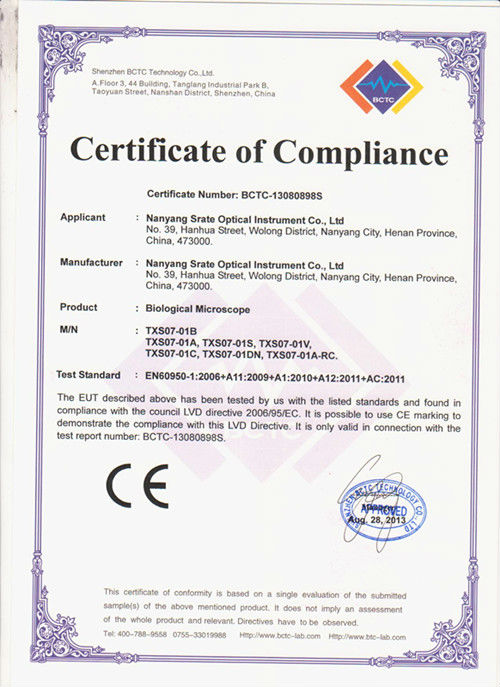 Shenzhen BCTC Technology Co.,Ltd.
A.Floor 3, 44 Building, Tanglang Industrial Park B,
Taoyuan Street, Nanshan District, Shenzhen, China
BCTC
Certificate of Compliance
Certificate Number: BCTC-13080898S
Applicant : Nanyang Srate Optical Instrument Co., Ltd
No. 39, Hanhua Street, Wolong District, Nanyang City, Henan Province,
China, 473000.
Manufacturer : Nanyang Srate Optical Instrument Co., Ltd
No. 39, Hanhua Street, Wolong District, Nanyang City, Henan Province,
China, 473000.
Product : Biological Microscope
M/N : TXS07-01B
TXS07-01A, TXS07-01S, TXS07-01V,
TXS07-01C, TXS07-01DN, TXS07-01A-RC.
Test Standard : EN60950-1:2006+A11:2009+A1:2010+A12:2011+AC:2011
The EUT described above has been tested by us with the listed standards and found in
compliance with the council LVD directive 2006/95/EC. It is possible to use CE marking to
demonstrate the compliance with this LVD Directive. It is only valid in connection with the
test report number: BCTC-13080898S.
BCTC
CE
SHENZHEN BCTC TECHNOLOGY CO.,LTD
APPROVED
Aug. 28, 2013
This certificate of conformity is based on a single evaluation of the submitted
sample(s) of the above mentioned product. It does not imply an assessment
of the whole product and relevant. Directives have to be observed.
Tel: 400-788-9558 0755-33019988 Http://www.bctc-lab.com Http://www.btc-lab.com